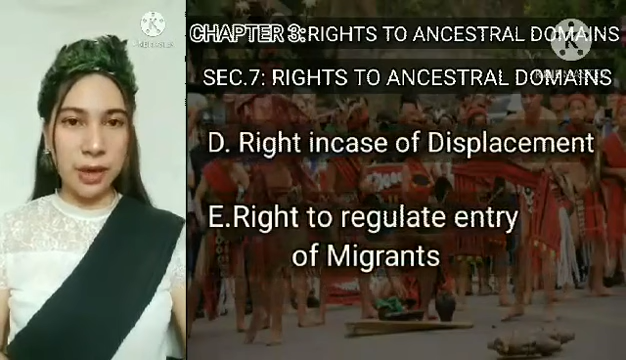 CHAPTER 3:RIGHTS TO ANCESTRAL DOMAINS
SEC.7: RIGHTS TO ANCESTRAL DOMAINS
D. Right incase of Displacement
E.Right to regulate entry
of Migrants